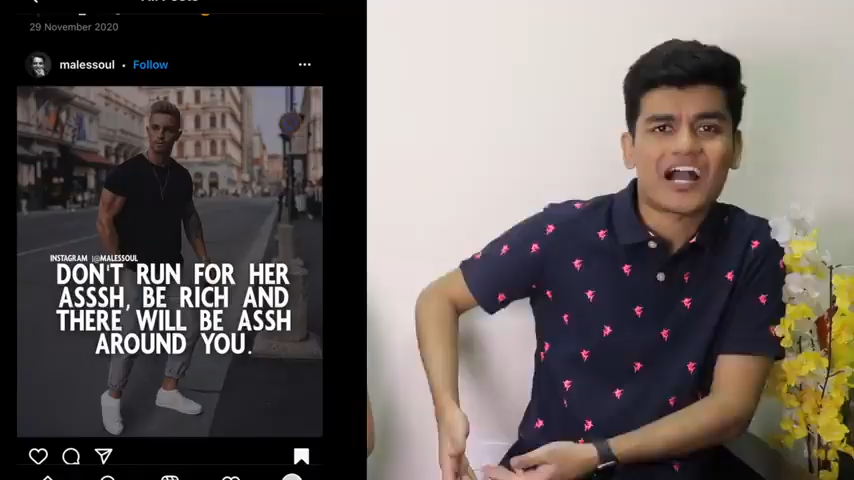 29 November 2020
malessoul • Follow
INSTAGRAM |@MALESSOUL
DON'T RUN FOR HER
ASSSH, BE RICH AND
THERE WILL BE ASSH
AROUND YOU.